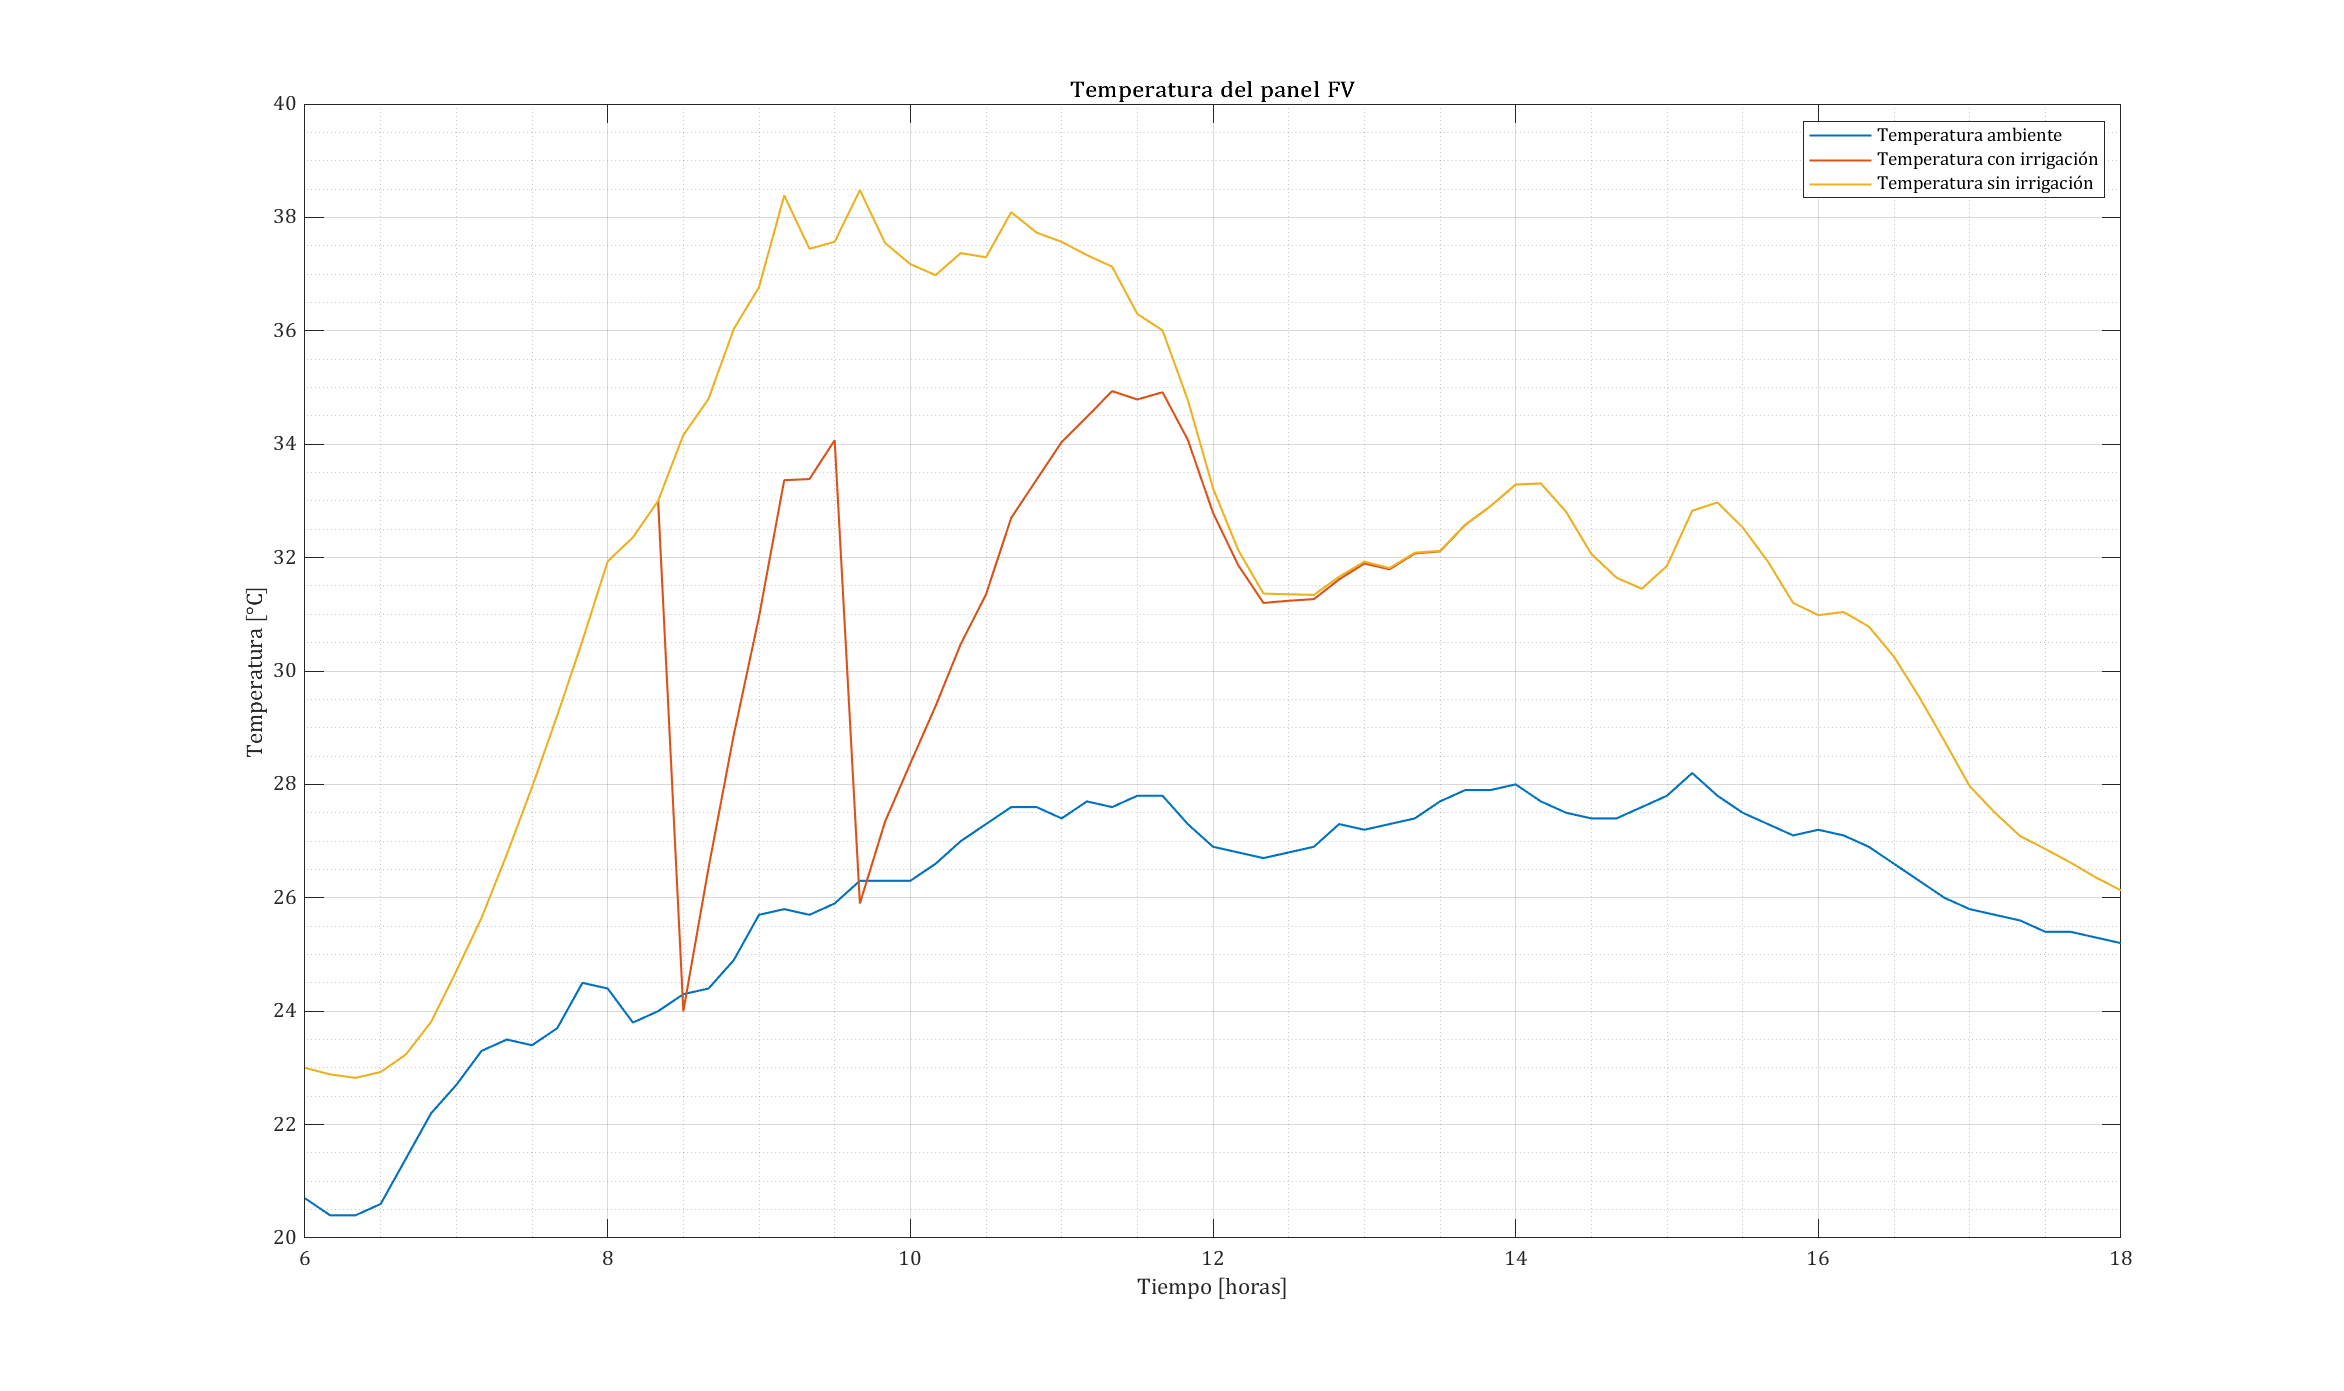 Temperatura del panel FV
40
38
36
34
32
30
28
26
24
22
20
Temperatura [°C]
Temperatura ambiente
Temperatura con irrigación
Temperatura sin irrigación
6 8 10 12 14 16 18
Tiempo [horas]